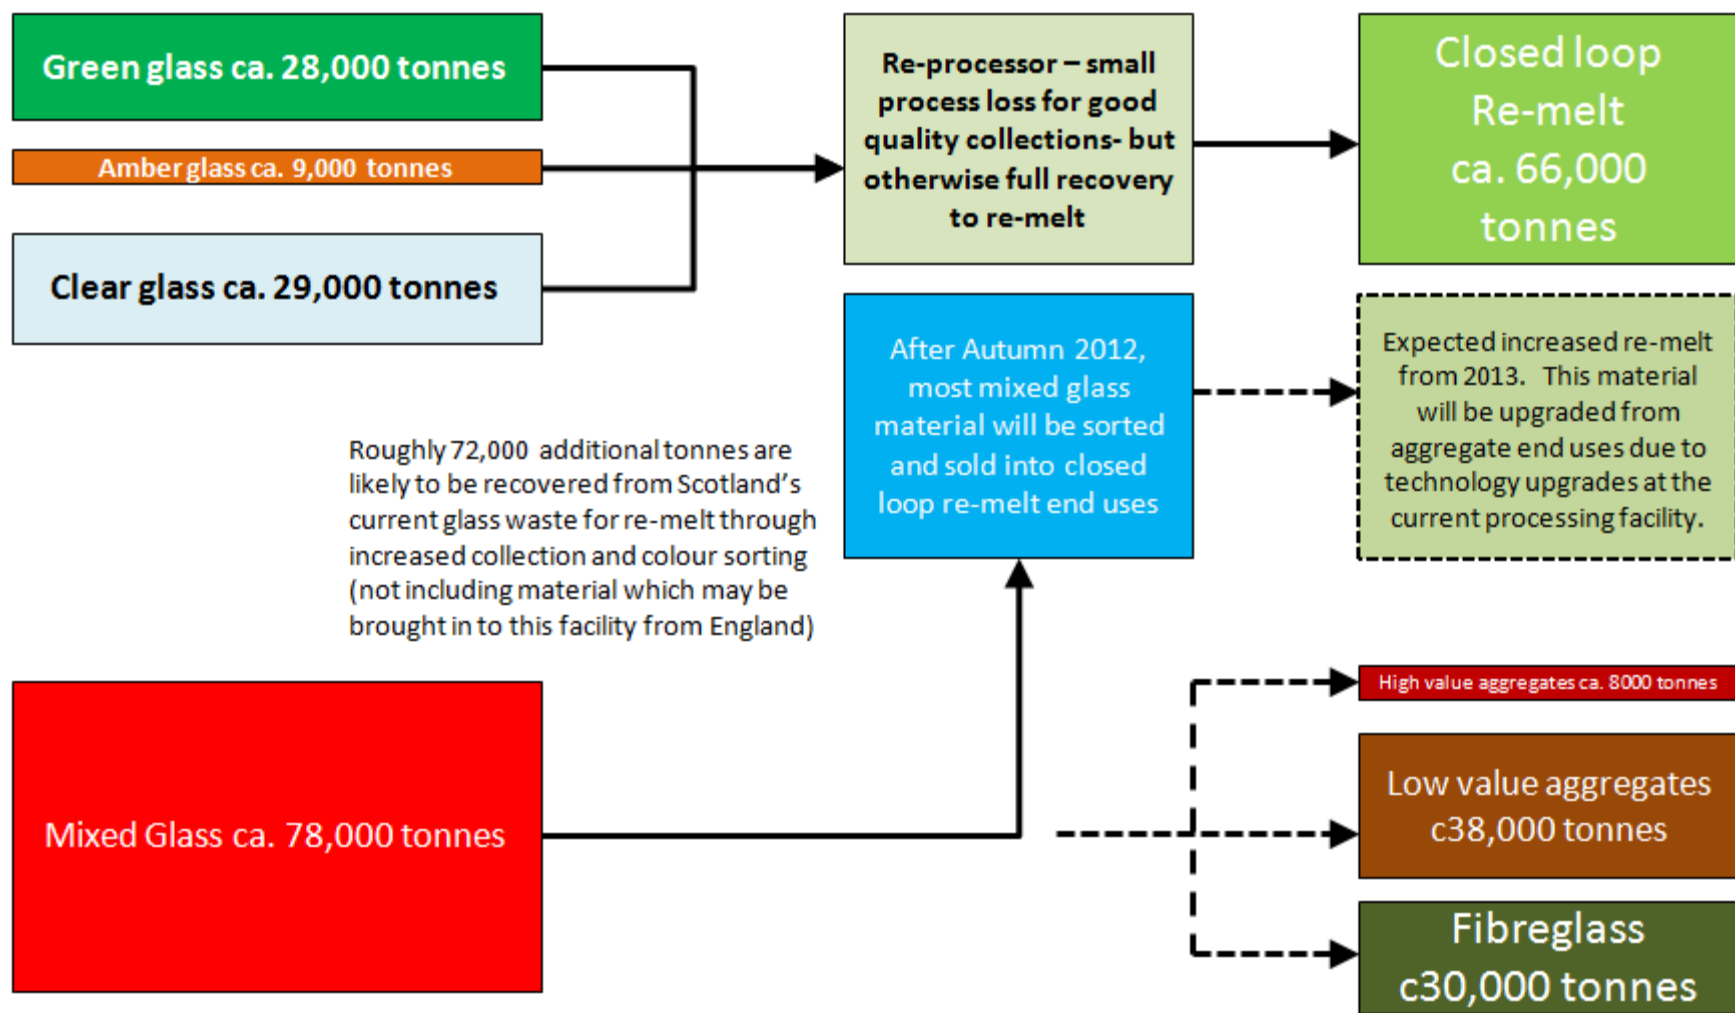 Green glass ca. 28,000 tonnes
Amber glass ca. 9,000 tonnes
Clear glass ca. 29,000 tonnes
Re-processor – small
process loss for good
quality collections- but
otherwise full recovery
to re-melt
Closed loop
Re-melt
ca. 66,000
tonnes
After Autumn 2012,
most mixed glass
material will be sorted
and sold into closed
loop re-melt end uses
Expected increased re-melt
from 2013. This material
will be upgraded from
aggregate end uses due to
technology upgrades at the
current processing facility.
Roughly 72,000 additional tonnes are
likely to be recovered from Scotland's
current glass waste for re-melt through
increased collection and colour sorting
(not including material which may be
brought in to this facility from England)
Mixed Glass ca. 78,000 tonnes
High value aggregates ca. 8000 tonnes
Low value aggregates
c38,000 tonnes
Fibreglass
c30,000 tonnes